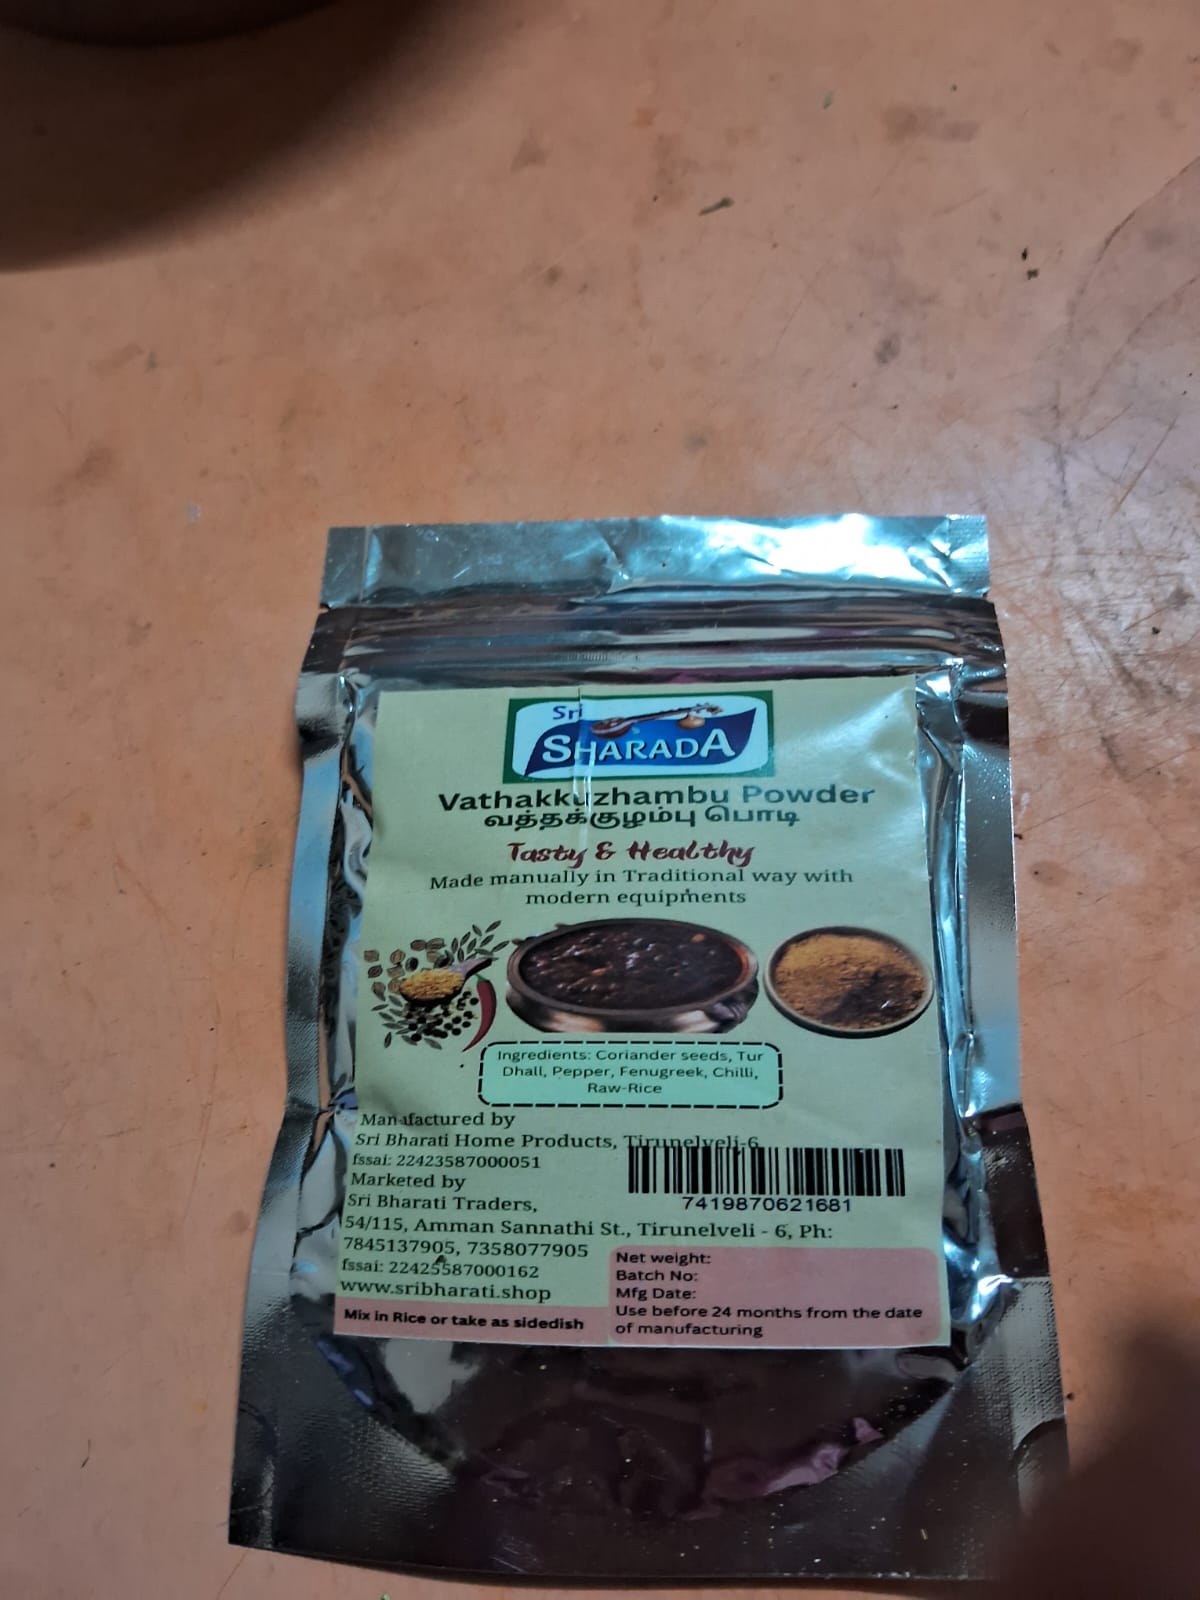 Sri
SHARADA
Vathakkuzhambu Powder
வத்தக்குழம்பு பொடி
Tasty & Healthy
Made manually in Traditional way with
modern equipments
Ingredients: Coriander seeds, Tur
Dhall, Pepper, Fenugreek, Chilli,
Raw-Rice
Manufactured by
Sri Bharati Home Products, Tirunelveli-6
fssai: 22423587000051
Marketed by
Sri Bharati Traders,
7419870621681
54/115, Amman Sannathi St., Tirunelveli - 6, Ph:
7845137905, 7358077905
fssai: 22425587000162
www.sribharati.shop
Mix in Rice or take as sidedish
Net weight:
Batch No:
Mfg Date:
Use before 24 months from the date
of manufacturing